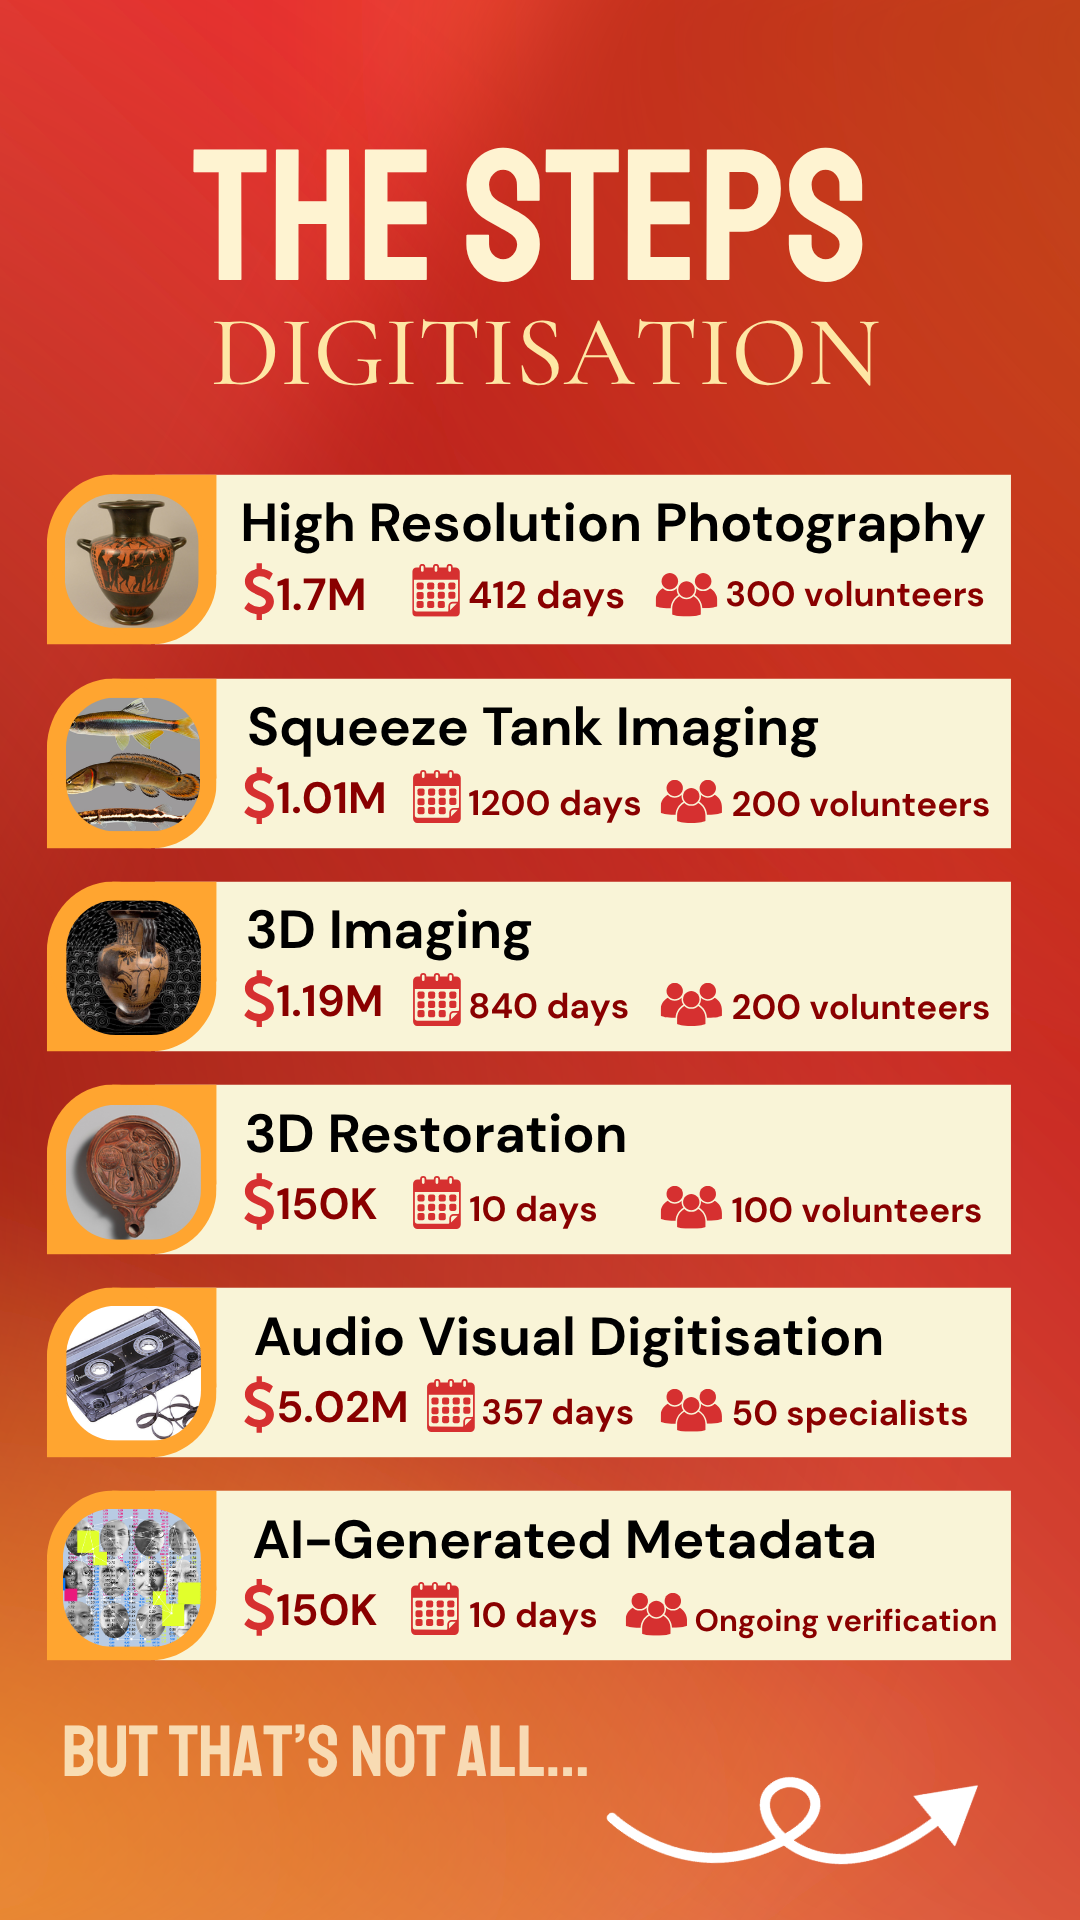 THE STEPS
DIGITISATION
High Resolution Photography
$1.7M 412 days 300 volunteers
Squeeze Tank Imaging
$1.01M 1200 days 200 volunteers
3D Imaging
$1.19M 840 days 200 volunteers
3D Restoration
$150K 10 days 100 volunteers
Audio Visual Digitisation
$5.02M 357 days 50 specialists
AI-Generated Metadata
$150K 10 days Ongoing verification
BUT THAT'S NOT ALL...